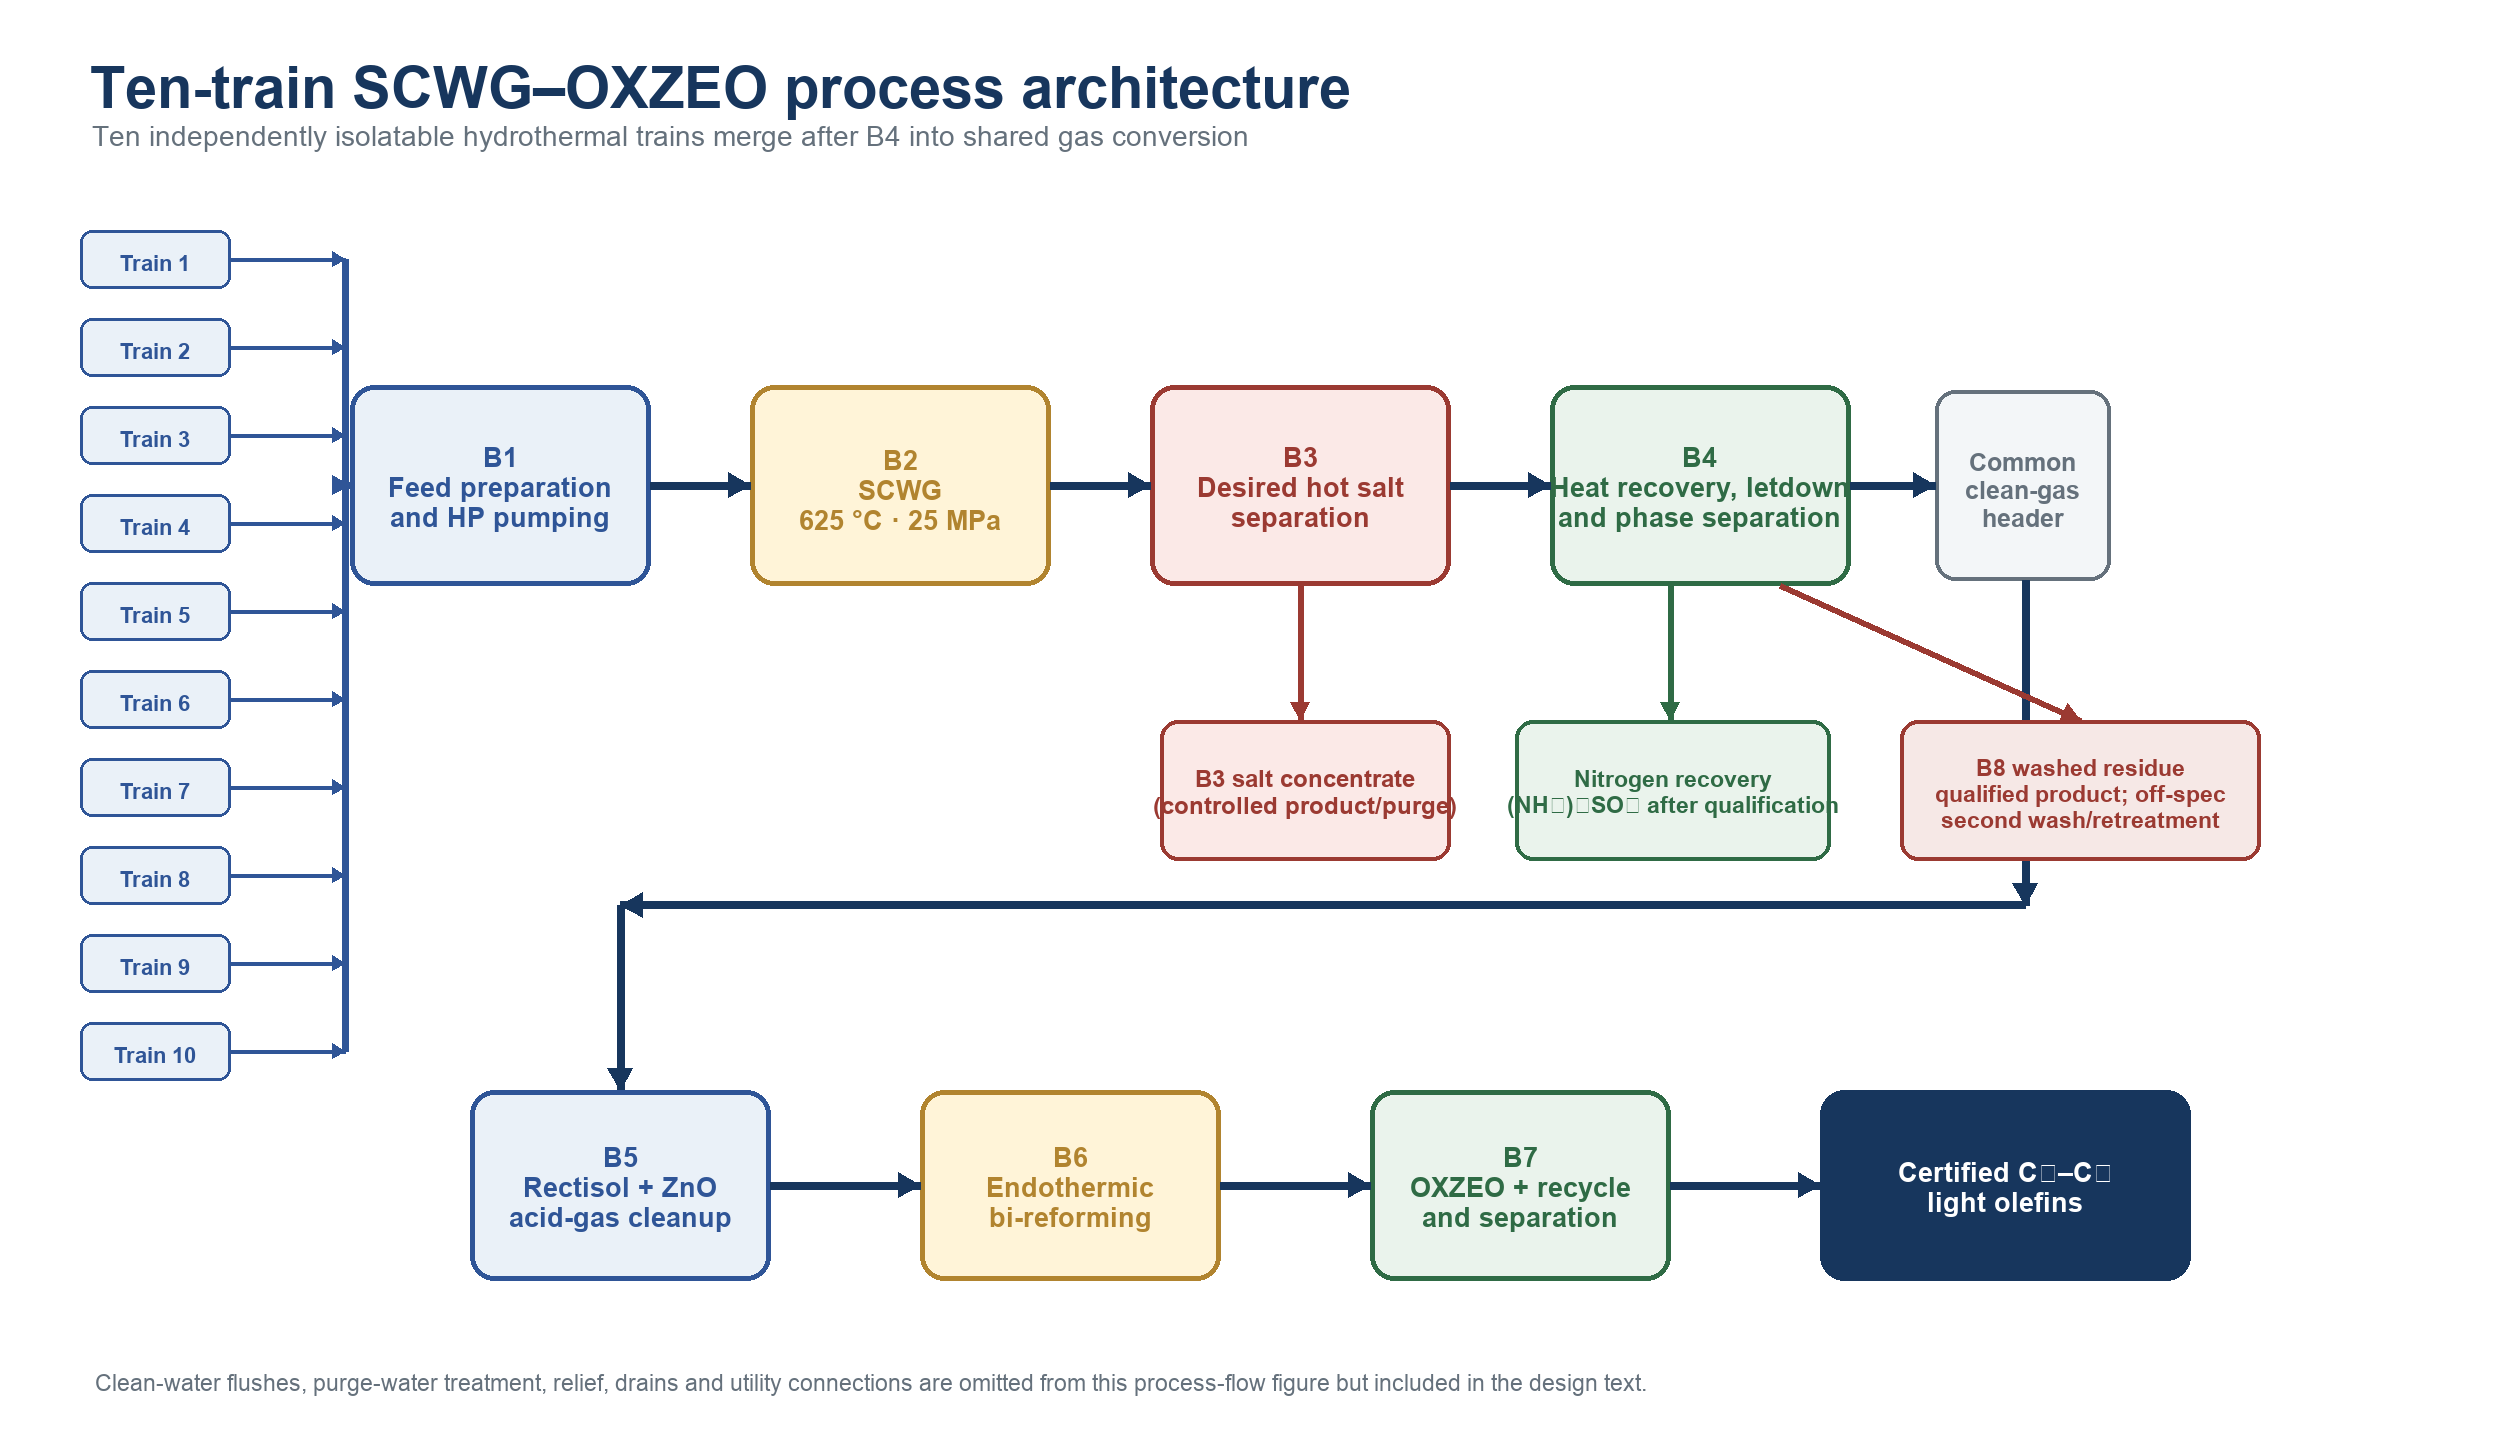 Ten-train SCWG–OXZEO process architecture
Ten independently isolatable hydrothermal trains merge after B4 into shared gas conversion
Train 1
Train 2
Train 3
Train 4
Train 5
Train 6
Train 7
Train 8
Train 9
Train 10
B1
Feed preparation
and HP pumping
B2
SCWG
625 °C · 25 MPa
B3
Desired hot salt
separation
B4
Heat recovery, letdown
and phase separation
Common
clean-gas
header
B3 salt concentrate
(controlled product/purge)
Nitrogen recovery
(NH□)□SO□ after qualification
B8 washed residue
qualified product; off-spec
second wash/retreatment
B5
Rectisol + ZnO
acid-gas cleanup
B6
Endothermic
bi-reforming
B7
OXZEO + recycle
and separation
Certified C□–C□
light olefins
Clean-water flushes, purge-water treatment, relief, drains and utility connections are omitted from this process-flow figure but included in the design text.